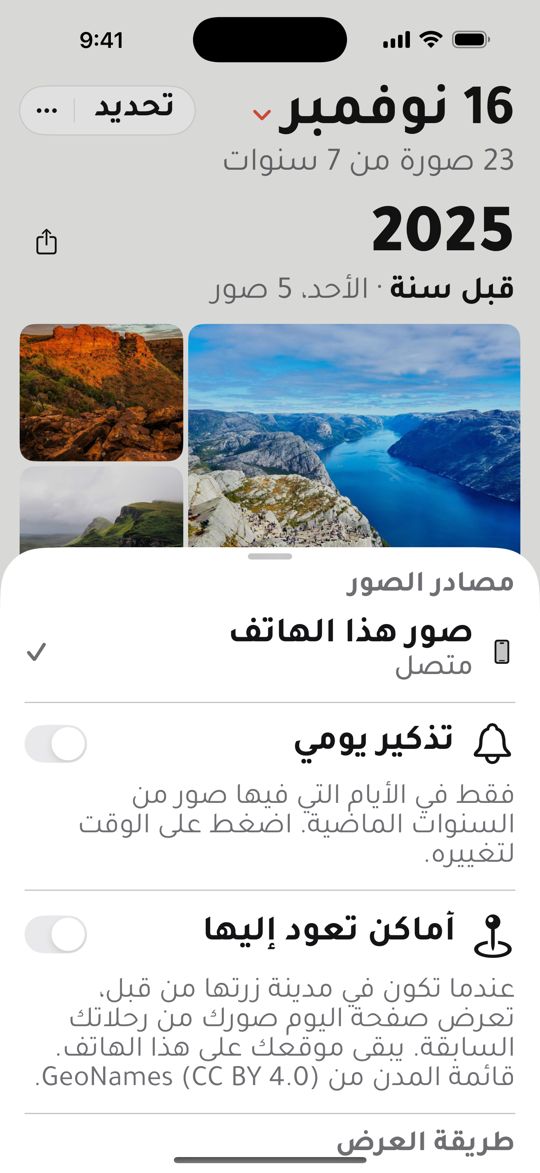 9:41
16 نوفمبر
تحديد
23 صورة من 7 سنوات
2025
قبل سنة · الأحد، 5 صور
مصادر الصور
صور هذا الهاتف
متصل
تذكير يومي
فقط في الأيام التي فيها صور من
السنوات الماضية. اضغط على الوقت
لتغييره.
أماكن تعود إليها
عندما تكون في مدينة زرتها من قبل،
تعرض صفحة اليوم صورك من رحلاتك
السابقة. يبقى موقعك على هذا الهاتف.
قائمة المدن من GeoNames (CC BY 4.0).
طريقة العرض